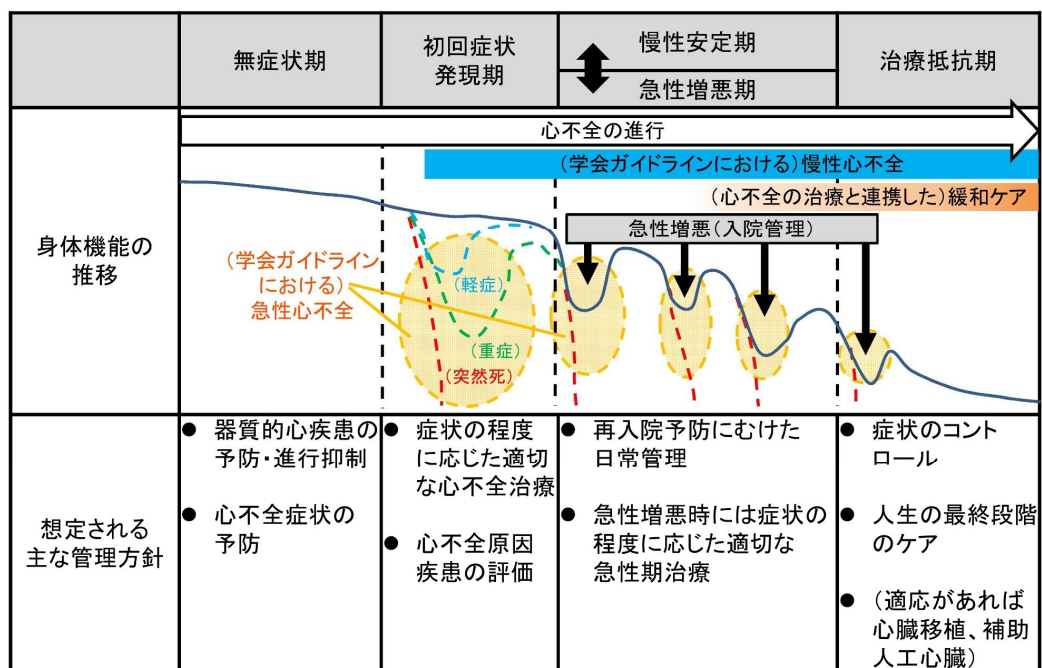 無症状期
初回症状
発現期
慢性安定期
急性増悪期
治療抵抗期
身体機能の
推移
心不全の進行
(学会ガイドラインにおける)慢性心不全
(心不全の治療と連携した)緩和ケア
急性増悪(入院管理)
(学会ガイドライン
における)
急性心不全
(軽症)
(重症)
(突然死)
想定される
主な管理方針
● 器質的心疾患の
予防・進行抑制
● 心不全症状の
予防
● 症状の程度
に応じた適切
な心不全治療
● 心不全原因
疾患の評価
● 再入院予防にむけた
日常管理
● 急性増悪時には症状の
程度に応じた適切な
急性期治療
● 症状のコント
ロール
● 人生の最終段階
のケア
● (適応があれば
心臓移植、補助
人工心臓)